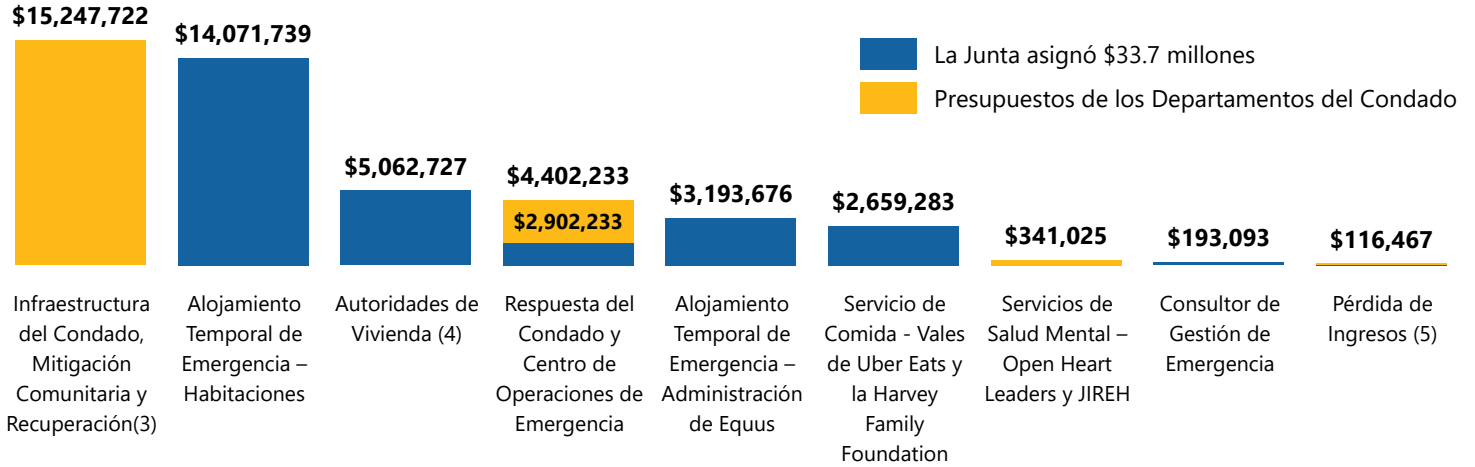 $15,247,722
$14,071,739
La Junta asignó $33.7 millones
Presupuestos de los Departamentos del Condado
$5,062,727
$4,402,233
$2,902,233
$3,193,676
$2,659,283
$341,025
$193,093
$116,467
Infraestructura
del Condado,
Mitigación
Comunitaria y
Recuperación(3)
Alojamiento
Temporal de
Emergencia –
Habitaciones
Autoridades de
Vivienda (4)
Respuesta del
Condado y
Centro de
Operaciones de
Emergencia
Alojamiento
Temporal de
Emergencia –
Administración
de Equus
Servicio de
Comida - Vales
de Uber Eats y
la Harvey
Family
Foundation
Servicios de
Salud Mental –
Open Heart
Leaders y JIREH
Consultor de
Gestión de
Emergencia
Pérdida de
Ingresos (5)